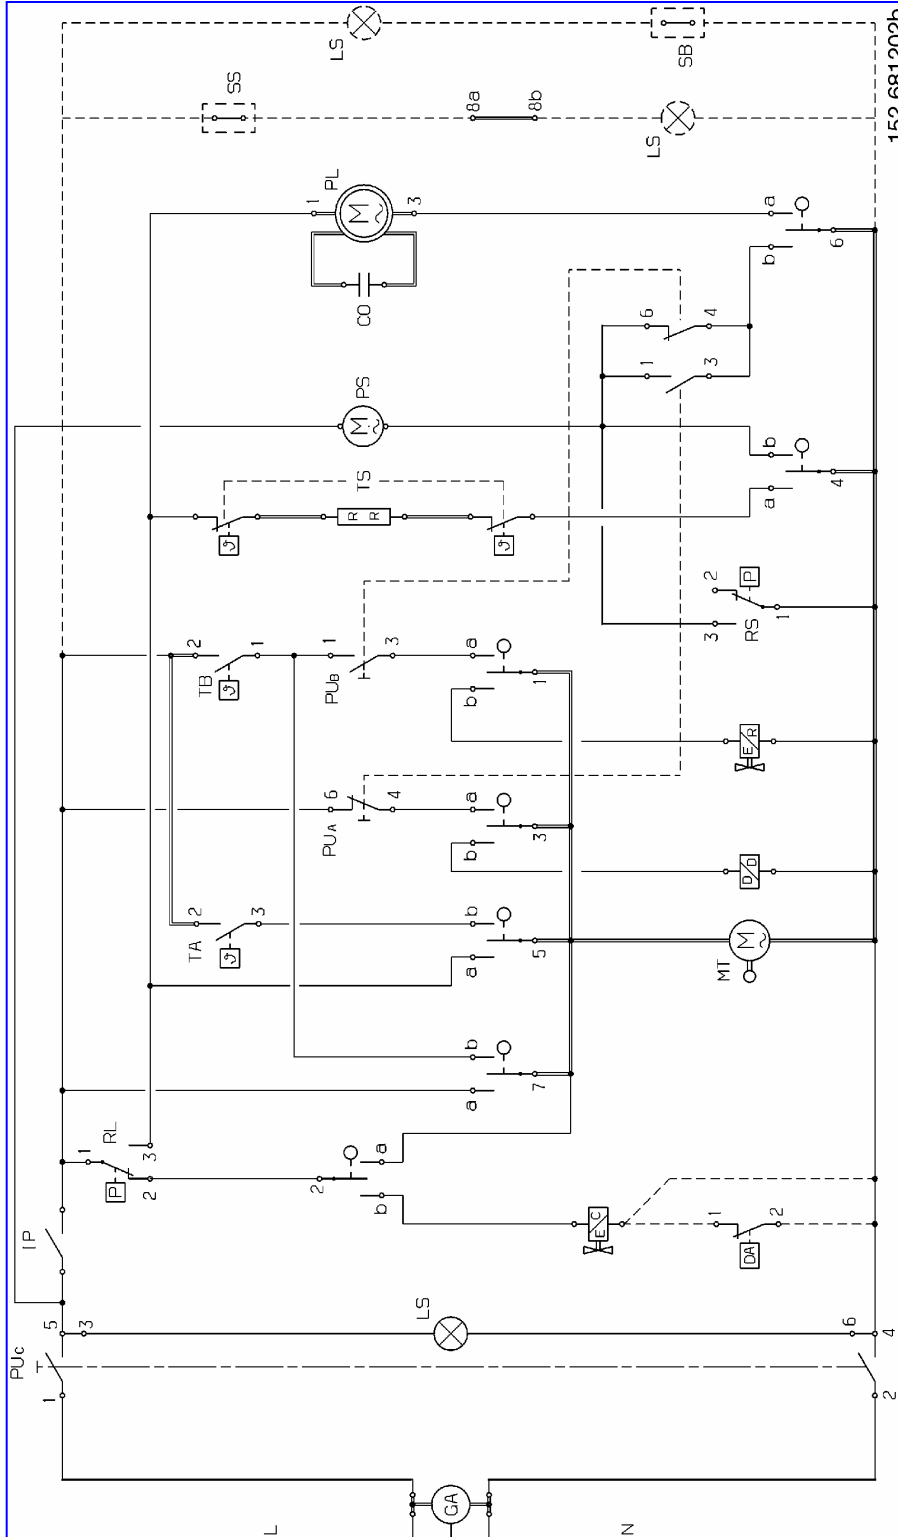 L
N
GA
PUc
1
5
3
LS
6
4
2
IP
1
RL
P
2
3
2
a
b
E
C
1
DA
2
a
b
7
TA
2
3
ϑ
a
b
5
MT
M
PUA
6
4
a
b
3
D
D
TB
2
1
ϑ
PUB
1
3
a
b
1
E
R
TS
ϑ
R
R
ϑ
a
b
4
3
2
P
1
RS
PS
M
1
3
6
4
PL
1
M
3
CO
a
b
6
SS
8a
8b
LS
LS
SB
152 681202b